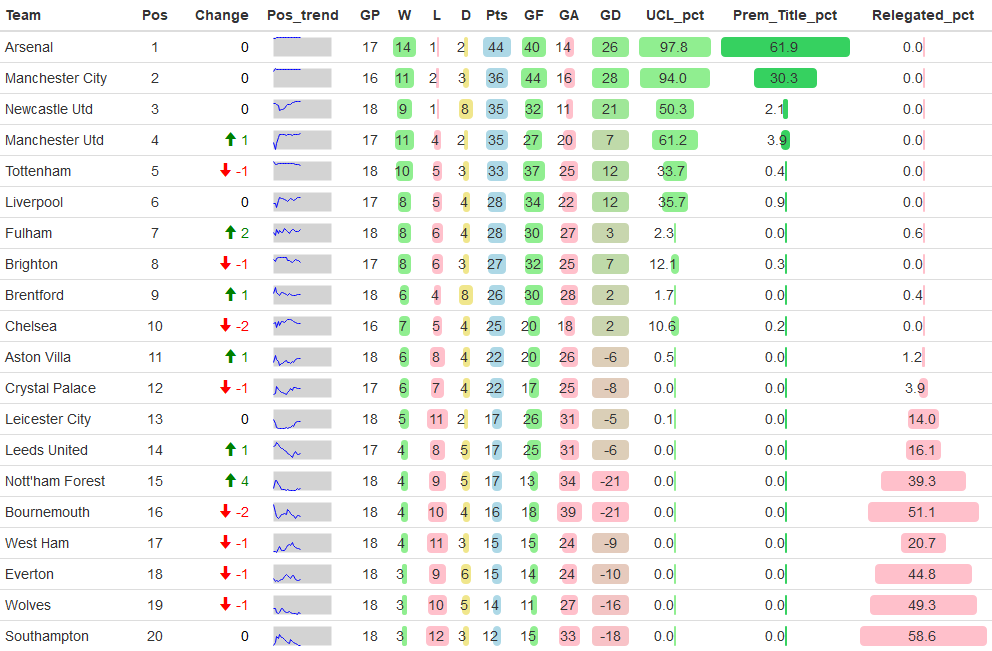 Team Pos Change Pos_trend GP W L D Pts GF GA GD UCL_pct Prem_Title_pct Relegated_pct
Arsenal 1 0 17 14 1 2 44 40 14 26 97.8 61.9 0.0
Manchester City 2 0 16 11 2 3 36 44 16 28 94.0 30.3 0.0
Newcastle Utd 3 0 18 9 1 8 35 32 11 21 50.3 2.1 0.0
Manchester Utd 4 1 17 11 4 2 35 27 20 7 61.2 3.9 0.0
Tottenham 5 -1 18 10 5 3 33 37 25 12 33.7 0.4 0.0
Liverpool 6 0 17 8 5 4 28 34 22 12 35.7 0.9 0.0
Fulham 7 2 18 8 6 4 28 30 27 3 2.3 0.0 0.6
Brighton 8 -1 17 8 6 3 27 32 25 7 12.1 0.3 0.0
Brentford 9 1 18 6 4 8 26 30 28 2 1.7 0.0 0.4
Chelsea 10 -2 16 7 5 4 25 20 18 2 10.6 0.2 0.0
Aston Villa 11 1 18 6 8 4 22 20 26 -6 0.5 0.0 1.2
Crystal Palace 12 -1 17 6 7 4 22 17 25 -8 0.0 0.0 3.9
Leicester City 13 0 18 5 11 2 17 26 31 -5 0.1 0.0 14.0
Leeds United 14 1 17 4 8 5 17 25 31 -6 0.0 0.0 16.1
Nott'ham Forest 15 4 18 4 9 5 17 13 34 -21 0.0 0.0 39.3
Bournemouth 16 -2 18 4 10 4 16 18 39 -21 0.0 0.0 51.1
West Ham 17 -1 18 4 11 3 15 15 24 -9 0.0 0.0 20.7
Everton 18 -1 18 3 9 6 15 14 24 -10 0.0 0.0 44.8
Wolves 19 -1 18 3 10 5 14 11 27 -16 0.0 0.0 49.3
Southampton 20 0 18 3 12 3 12 15 33 -18 0.0 0.0 58.6